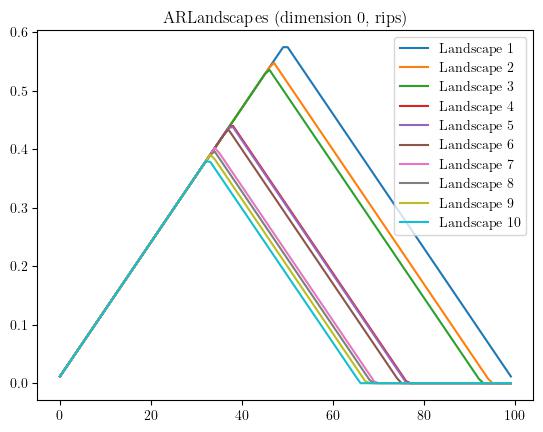 ARLandscapes (dimension 0, rips)
0.6
0.5
0.4
0.3
0.2
0.1
0.0
0 20 40 60 80 100
Landscape 1
Landscape 2
Landscape 3
Landscape 4
Landscape 5
Landscape 6
Landscape 7
Landscape 8
Landscape 9
Landscape 10